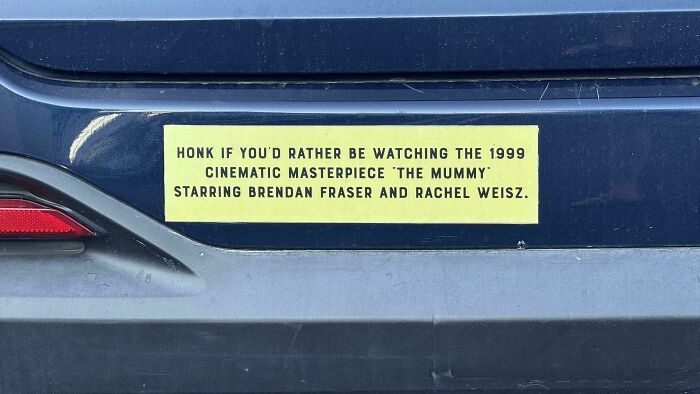 HONK IF YOU'D RATHER BE WATCHING THE 1999
CINEMATIC MASTERPIECE "THE MUMMY"
STARRING BRENDAN FRASER AND RACHEL WEISZ.